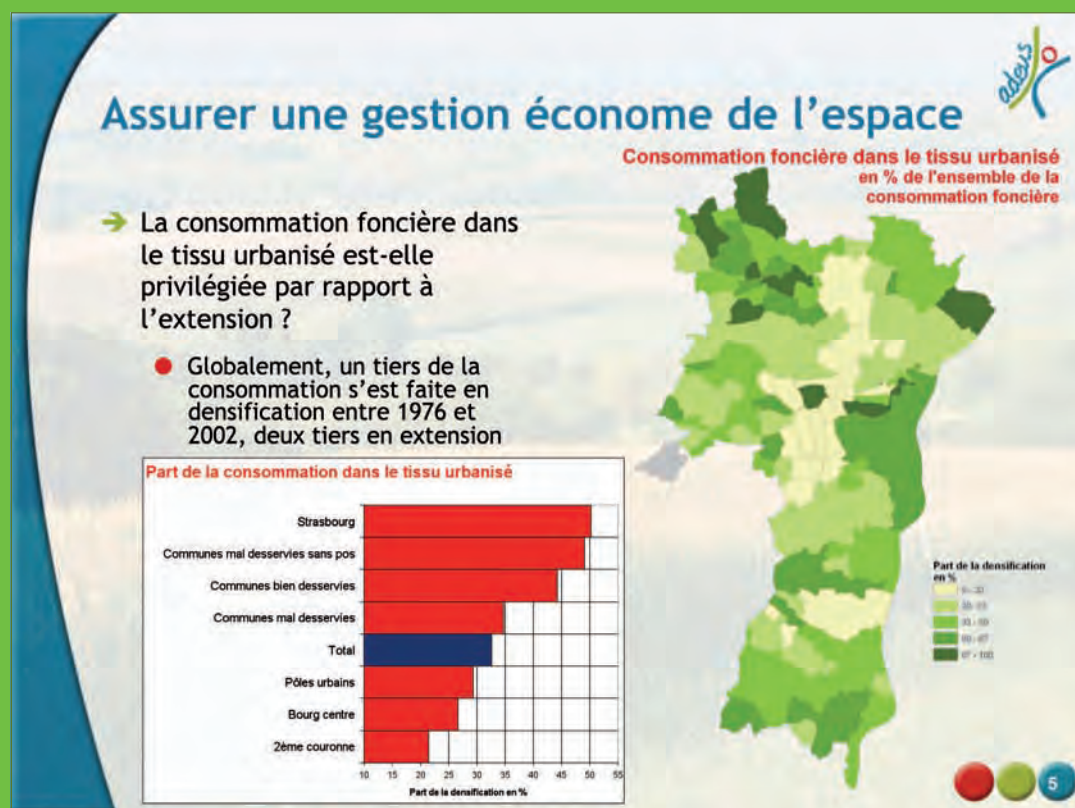 adeus
Assurer une gestion économe de l'espace
Consommation foncière dans le tissu urbanisé
en % de l'ensemble de la
consommation foncière
La consommation foncière dans
le tissu urbanisé est-elle
privilégiée par rapport à
l'extension ?
Globalement, un tiers de la
consommation s'est faite en
densification entre 1976 et
2002, deux tiers en extension
Part de la consommation dans le tissu urbanisé
Strasbourg
Communes mal desservies sans pos
Communes bien desservies
Communes mal desservies
Total
Pôles urbains
Bourg centre
2ème couronne
10 15 20 25 30 35 40 45 50 55
Part de la densification en %
Part de la densification
en %
67 - 100
5